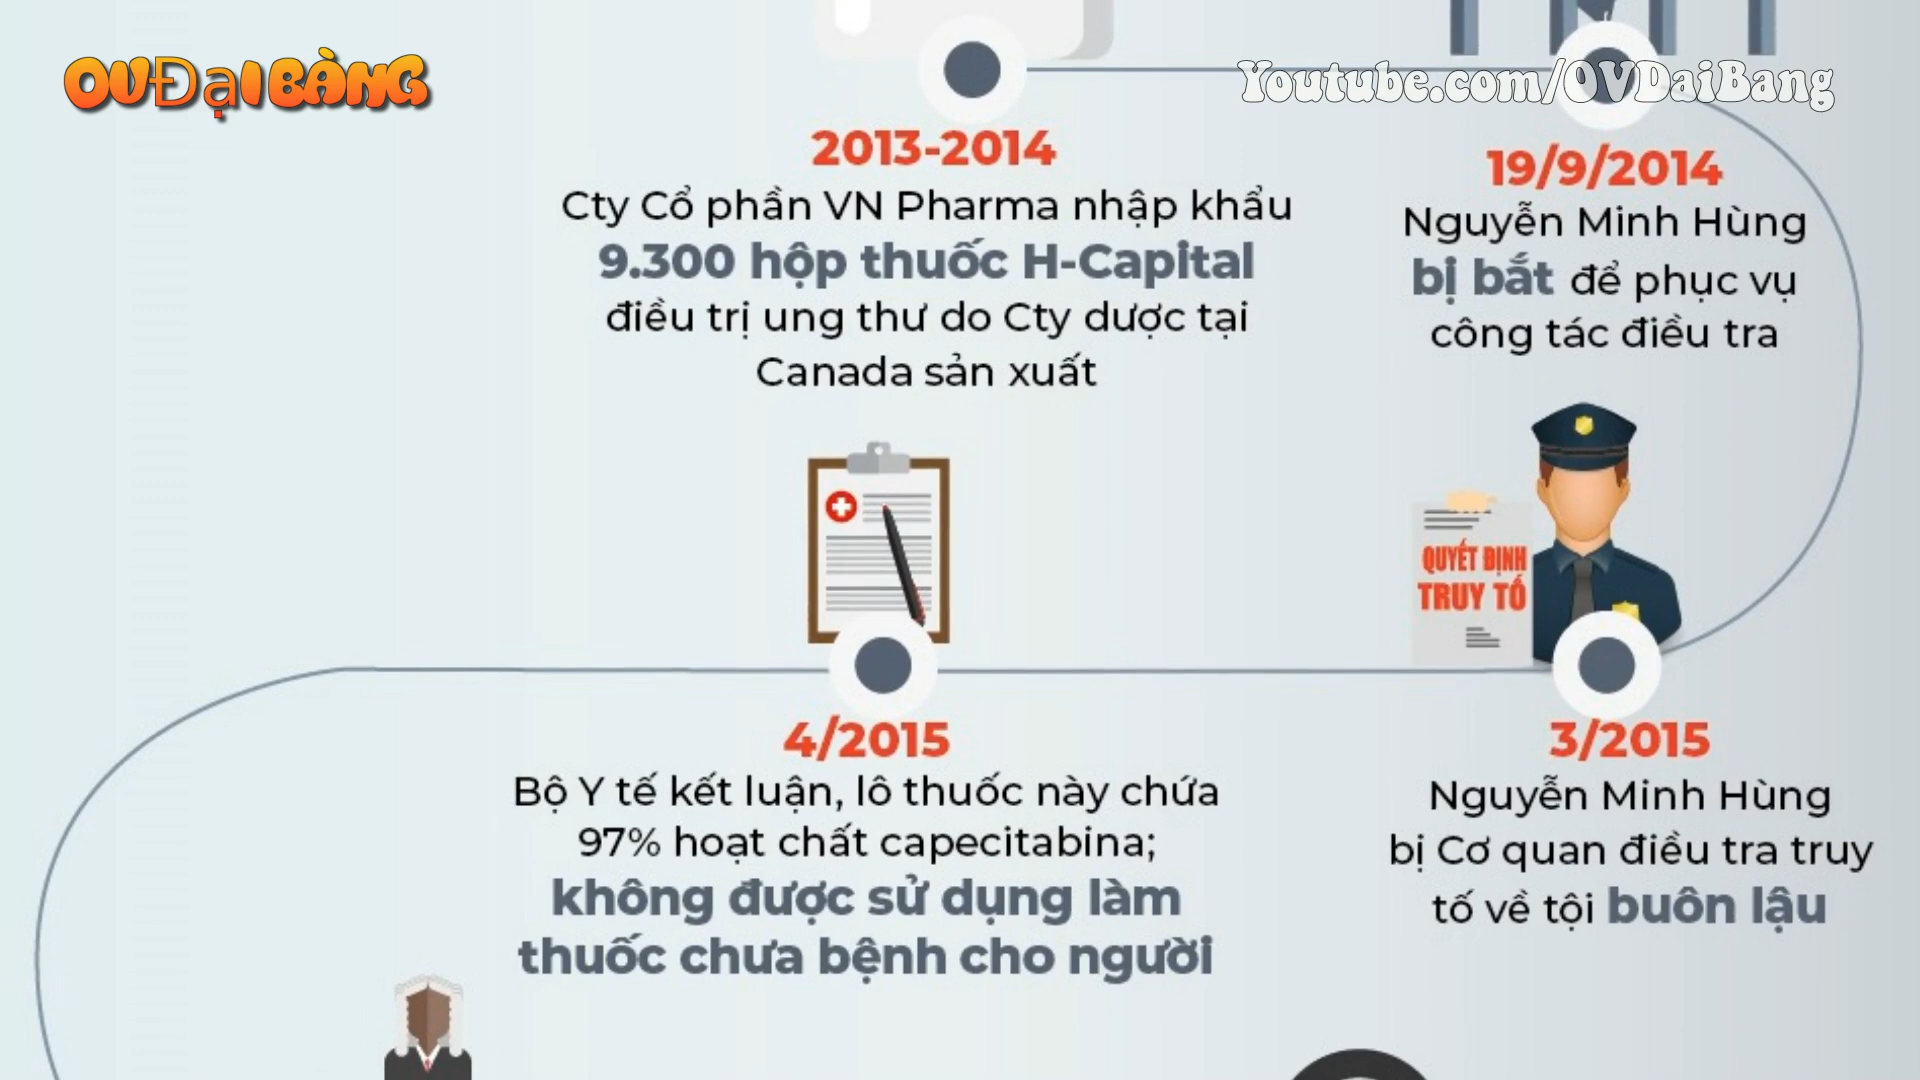 OVĐẠI BÀNG
Youtube.com/OVDaiBang
2013-2014
Cty Cổ phần VN Pharma nhập khẩu
9.300 hộp thuốc H-Capital
điều trị ung thư do Cty dược tại
Canada sản xuất
19/9/2014
Nguyễn Minh Hùng
bị bắt để phục vụ
công tác điều tra
QUYẾT ĐỊNH
TRUY TỐ
3/2015
Nguyễn Minh Hùng
bị Cơ quan điều tra truy
tố về tội buôn lậu
4/2015
Bộ Y tế kết luận, lô thuốc này chứa
97% hoạt chất capecitabina;
không được sử dụng làm
thuốc chưa bệnh cho người